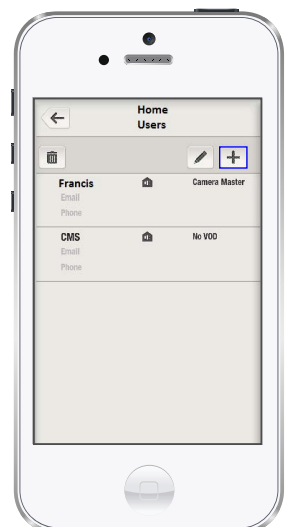 Home
Users
Francis Camera Master
Email
Phone
CMS No VOD
Email
Phone